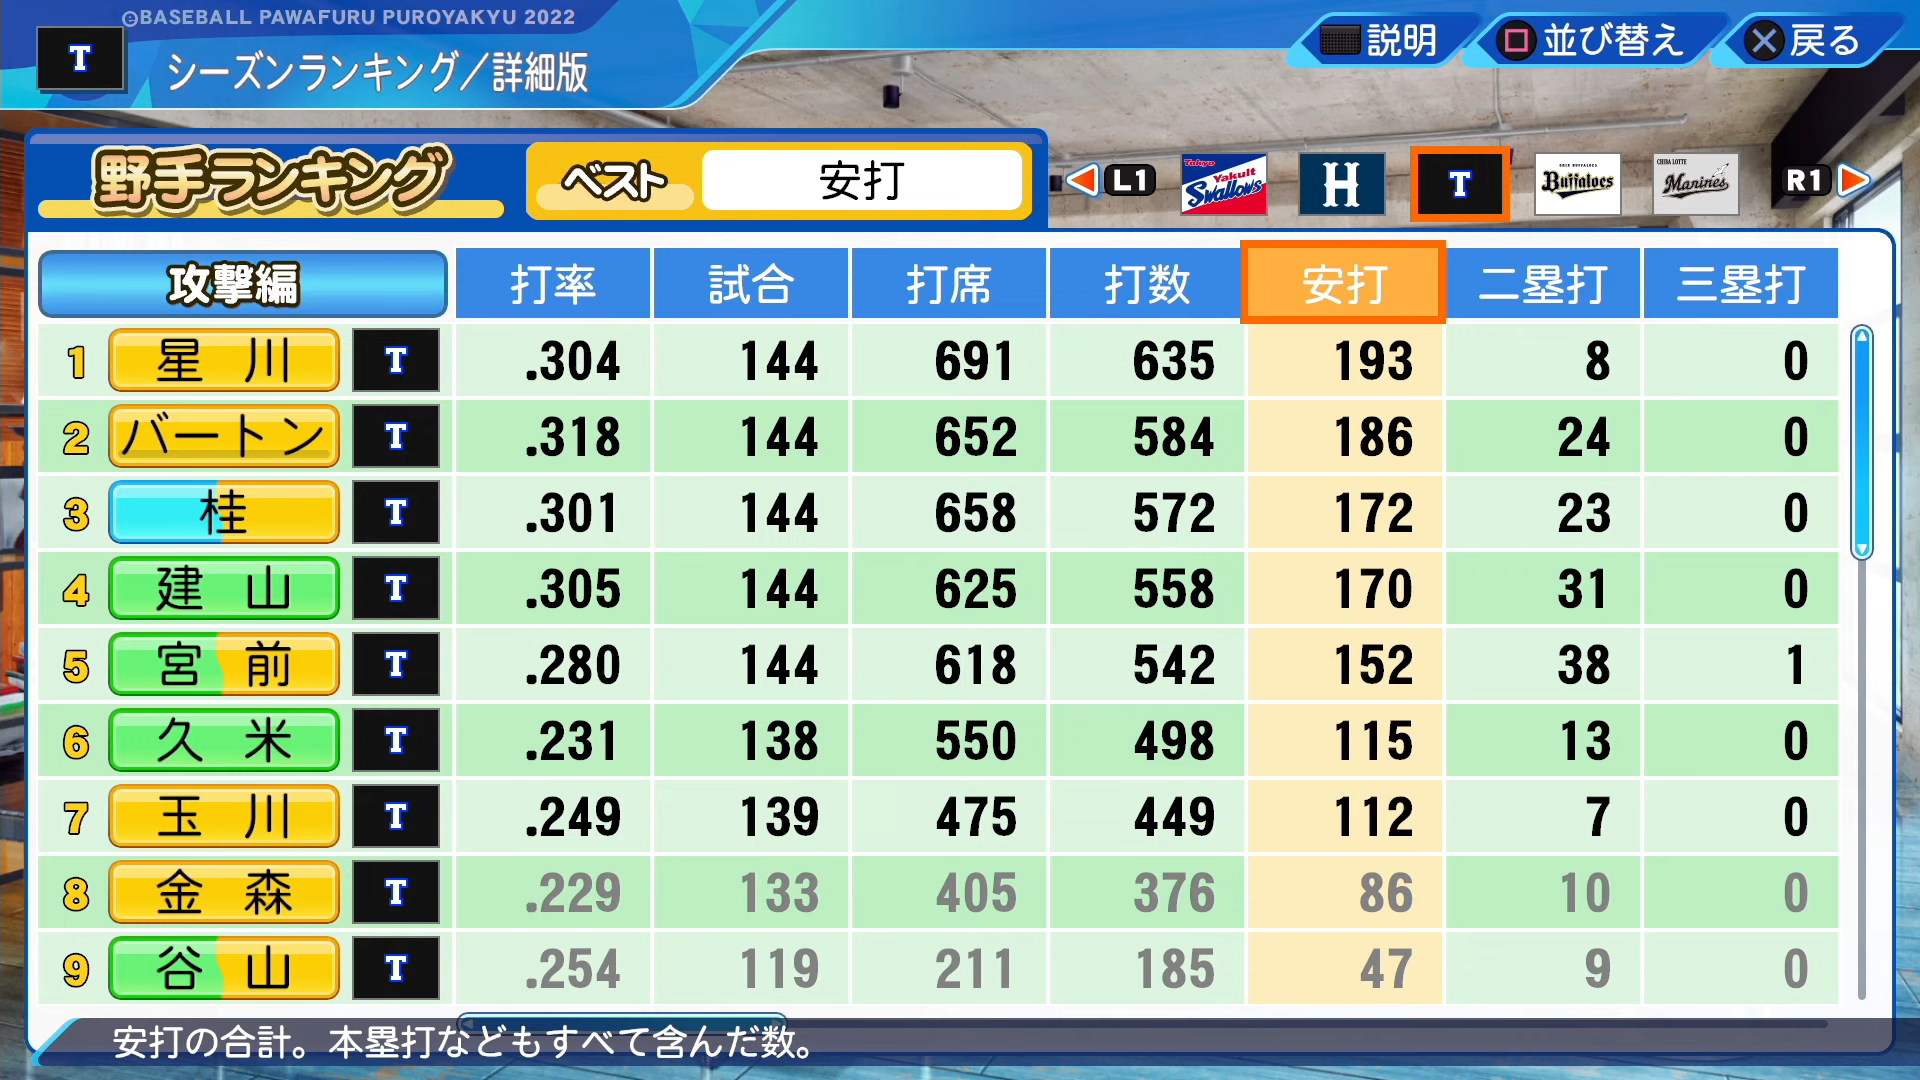 ©BASEBALL PAWAFURU PUROYAKYU 2022
T シーズンランキング／詳細版
説明 並び替え 戻る
野手ランキング ベスト 安打
L1 Tokyo Yakult Swallows H T ORIX BUFFALOES Buffaloes CHIBA LOTTE Marines R1
攻撃編 打率 試合 打席 打数 安打 二塁打 三塁打
1 星川 T .304 144 691 635 193 8 0
2 バートン T .318 144 652 584 186 24 0
3 桂 T .301 144 658 572 172 23 0
4 建山 T .305 144 625 558 170 31 0
5 宮前 T .280 144 618 542 152 38 1
6 久米 T .231 138 550 498 115 13 0
7 玉川 T .249 139 475 449 112 7 0
8 金森 T .229 133 405 376 86 10 0
9 谷山 T .254 119 211 185 47 9 0
安打の合計。本塁打などもすべて含んだ数。